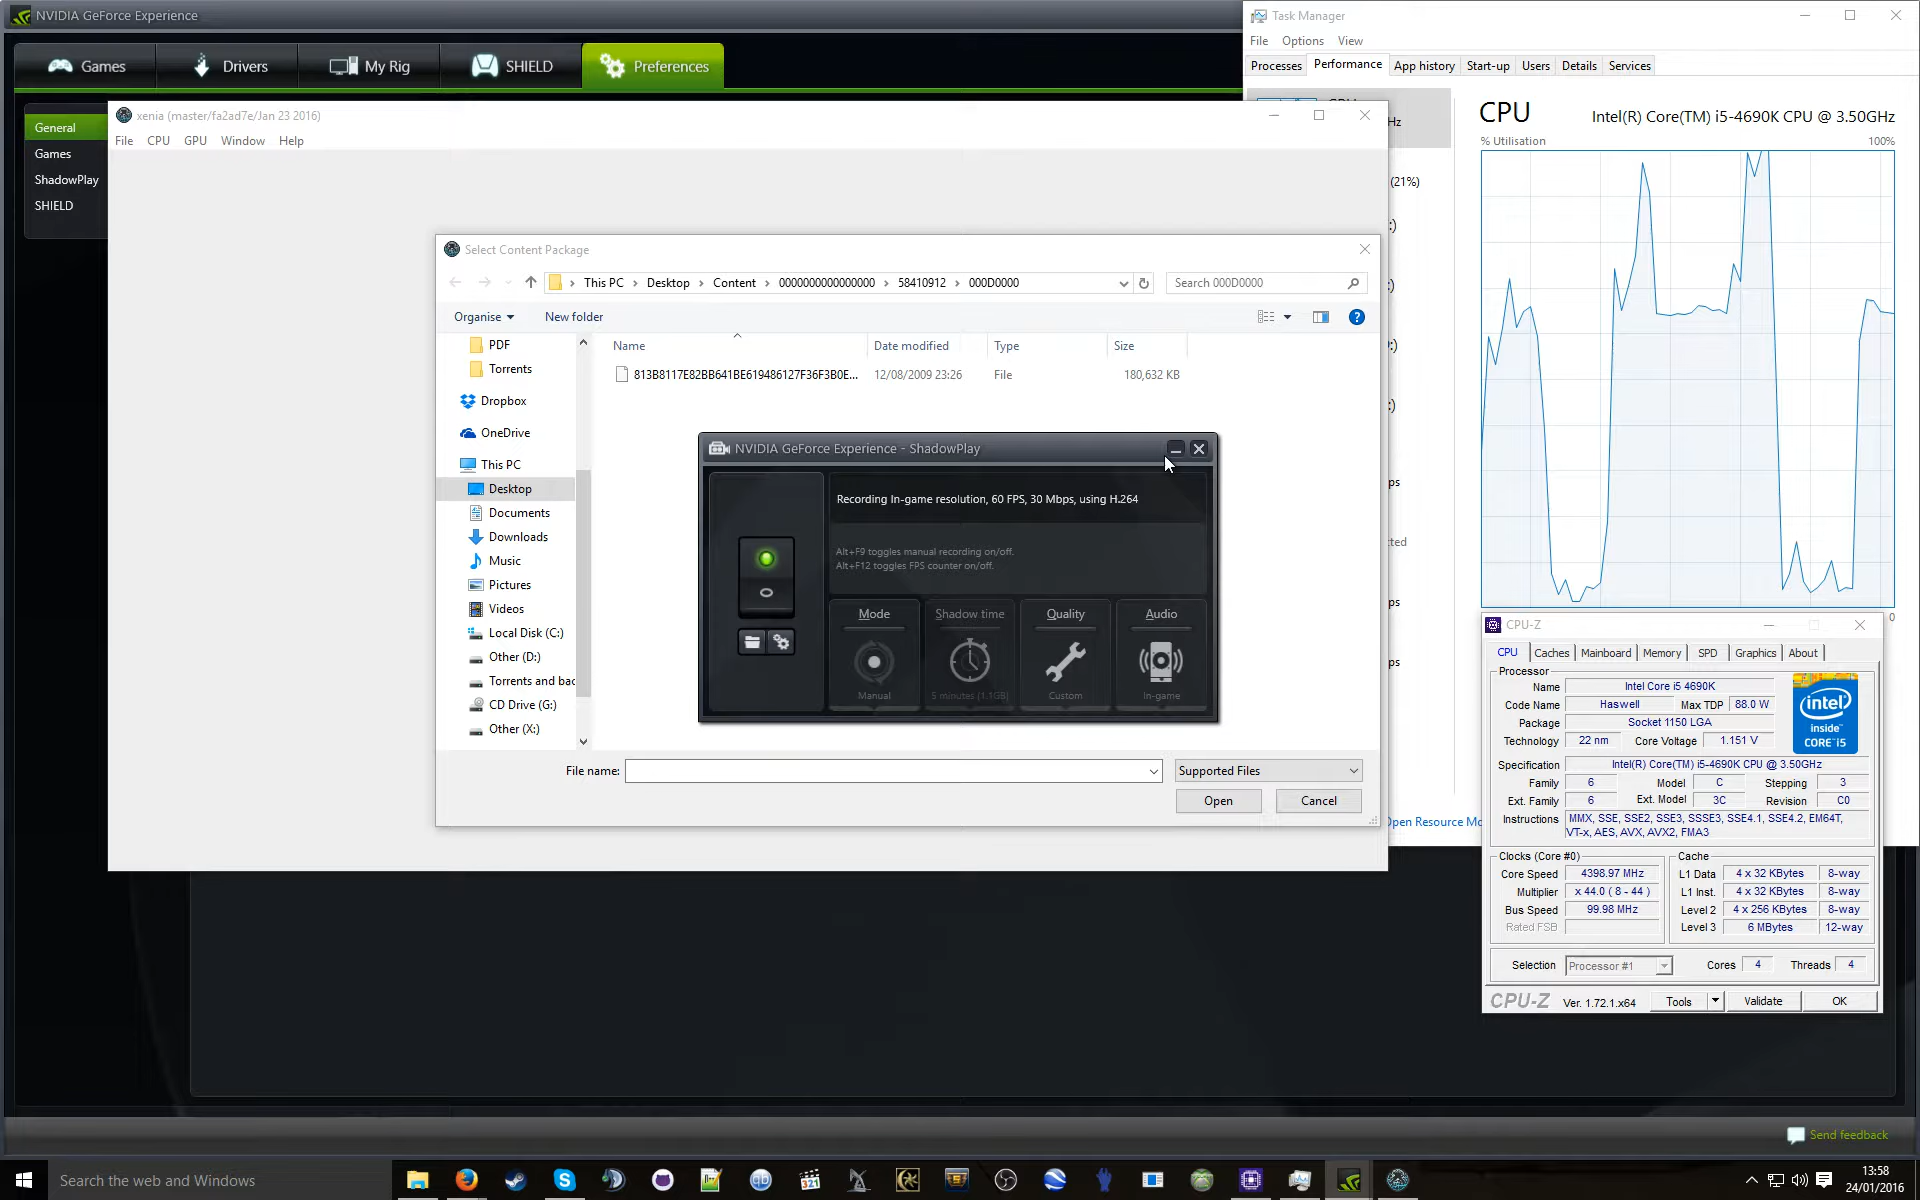 NVIDIA GeForce Experience
Games
Drivers
My Rig
SHIELD
Preferences
General
Games
ShadowPlay
SHIELD
xenia (master/fa2ad7e/Jan 23 2016)
File CPU GPU Window Help
Select Content Package
This PC › Desktop › Content › 0000000000000000 › 58410912 › 000D0000
Search 000D0000
Organise
New folder
Name Date modified Type Size
813B8117E82BB641BE619486127F36F3B0E... 12/08/2009 23:26 File 180,632 KB
PDF
Torrents
Dropbox
OneDrive
This PC
Desktop
Documents
Downloads
Music
Pictures
Videos
Local Disk (C:)
Other (D:)
Torrents and bac
CD Drive (G:)
Other (X:)
File name:
Supported Files
Open
Cancel
NVIDIA GeForce Experience - ShadowPlay
Recording In-game resolution, 60 FPS, 30 Mbps, using H.264
Alt+F9 toggles manual recording on/off.
Alt+F12 toggles FPS counter on/off.
Mode Shadow time Quality Audio
Manual 5 minutes (1.1GB) Custom In-game
Task Manager
File Options View
Processes Performance App history Start-up Users Details Services
CPU
Intel(R) Core(TM) i5-4690K CPU @ 3.50GHz
% Utilisation 100%
Hz
(21%)
:)
:)
:)
:)
ps
cted
ps
ps
0
Open Resource Mo
CPU-Z
CPU Caches Mainboard Memory SPD Graphics About
Processor
Name Intel Core i5 4690K
Code Name Haswell Max TDP 88.0 W
Package Socket 1150 LGA
Technology 22 nm Core Voltage 1.151 V
intel
inside™
CORE™i5
Specification Intel(R) Core(TM) i5-4690K CPU @ 3.50GHz
Family 6 Model C Stepping 3
Ext. Family 6 Ext. Model 3C Revision C0
Instructions MMX, SSE, SSE2, SSE3, SSSE3, SSE4.1, SSE4.2, EM64T,
VT-x, AES, AVX, AVX2, FMA3
Clocks (Core #0)
Core Speed 4398.97 MHz
Multiplier x 44.0 ( 8 - 44 )
Bus Speed 99.98 MHz
Rated FSB
Cache
L1 Data 4 x 32 KBytes 8-way
L1 Inst. 4 x 32 KBytes 8-way
Level 2 4 x 256 KBytes 8-way
Level 3 6 MBytes 12-way
Selection Processor #1 Cores 4 Threads 4
CPU-Z Ver. 1.72.1.x64 Tools Validate OK
Send feedback
Search the web and Windows
321
13:58
24/01/2016